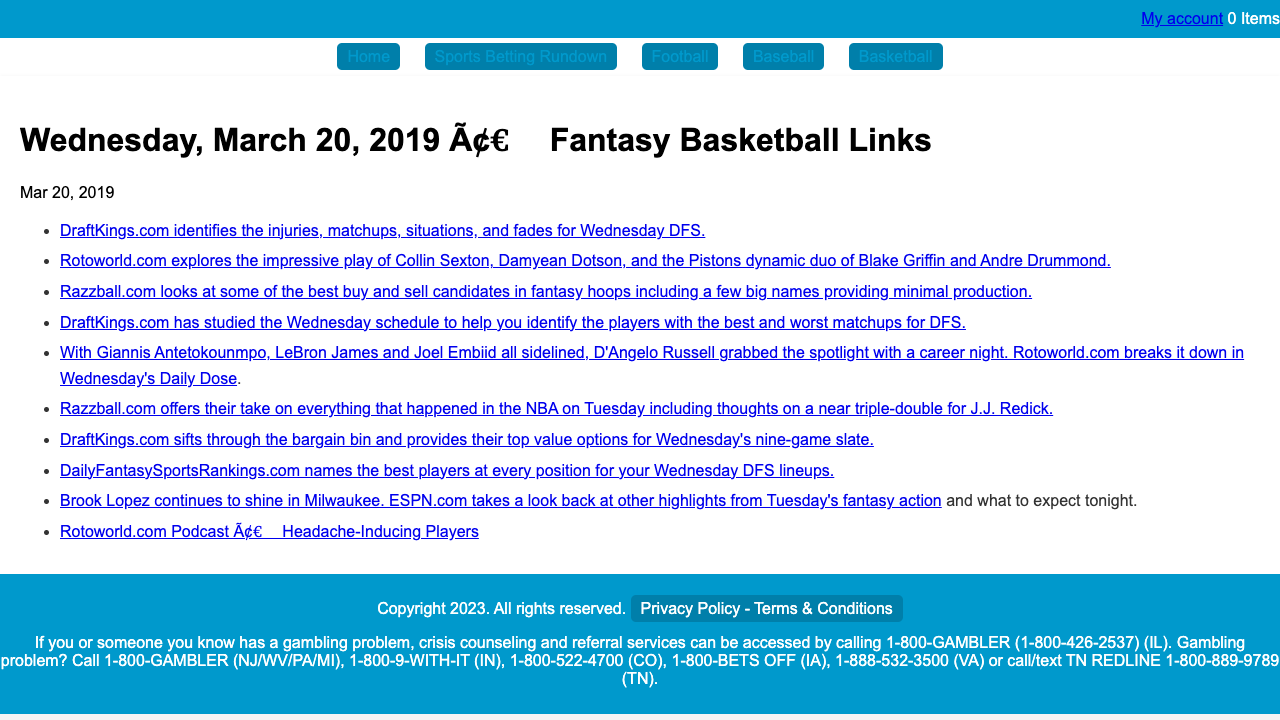 My account 0 Items
Home Sports Betting Rundown Football Baseball Basketball
Wednesday, March 20, 2019 Ã¢€ Fantasy Basketball Links
Mar 20, 2019
DraftKings.com identifies the injuries, matchups, situations, and fades for Wednesday DFS.
Rotoworld.com explores the impressive play of Collin Sexton, Damyean Dotson, and the Pistons dynamic duo of Blake Griffin and Andre Drummond.
Razzball.com looks at some of the best buy and sell candidates in fantasy hoops including a few big names providing minimal production.
DraftKings.com has studied the Wednesday schedule to help you identify the players with the best and worst matchups for DFS.
With Giannis Antetokounmpo, LeBron James and Joel Embiid all sidelined, D'Angelo Russell grabbed the spotlight with a career night. Rotoworld.com breaks it down in
Wednesday's Daily Dose.
Razzball.com offers their take on everything that happened in the NBA on Tuesday including thoughts on a near triple-double for J.J. Redick.
DraftKings.com sifts through the bargain bin and provides their top value options for Wednesday's nine-game slate.
DailyFantasySportsRankings.com names the best players at every position for your Wednesday DFS lineups.
Brook Lopez continues to shine in Milwaukee. ESPN.com takes a look back at other highlights from Tuesday's fantasy action and what to expect tonight.
Rotoworld.com Podcast Ã¢€ Headache-Inducing Players
Copyright 2023. All rights reserved. Privacy Policy - Terms & Conditions
If you or someone you know has a gambling problem, crisis counseling and referral services can be accessed by calling 1-800-GAMBLER (1-800-426-2537) (IL). Gambling
problem? Call 1-800-GAMBLER (NJ/WV/PA/MI), 1-800-9-WITH-IT (IN), 1-800-522-4700 (CO), 1-800-BETS OFF (IA), 1-888-532-3500 (VA) or call/text TN REDLINE 1-800-889-9789
(TN).